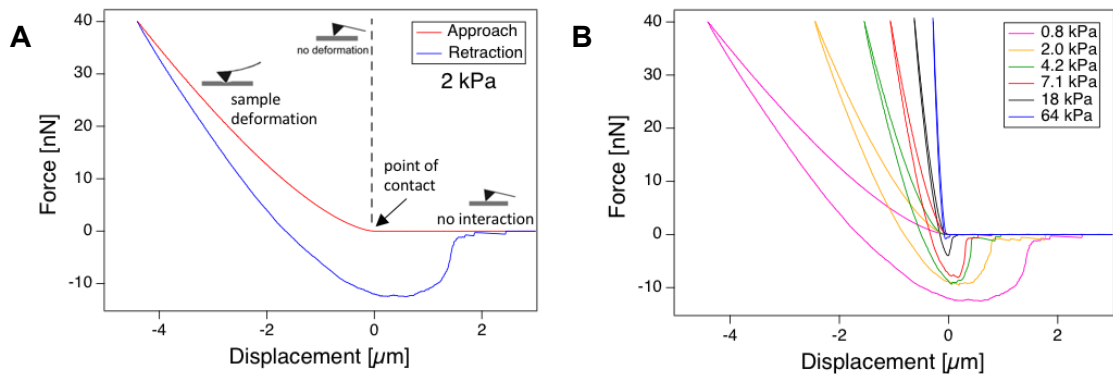 A
40
30
20
10
0
-10
Force [nN]
-4
-2
0
2
Displacement [µm]
no deformation
Approach
Retraction
2 kPa
sample
deformation
point of
contact
no interaction
B
40
30
20
10
0
-10
Force [nN]
-4
-2
0
2
Displacement [µm]
0.8 kPa
2.0 kPa
4.2 kPa
7.1 kPa
18 kPa
64 kPa